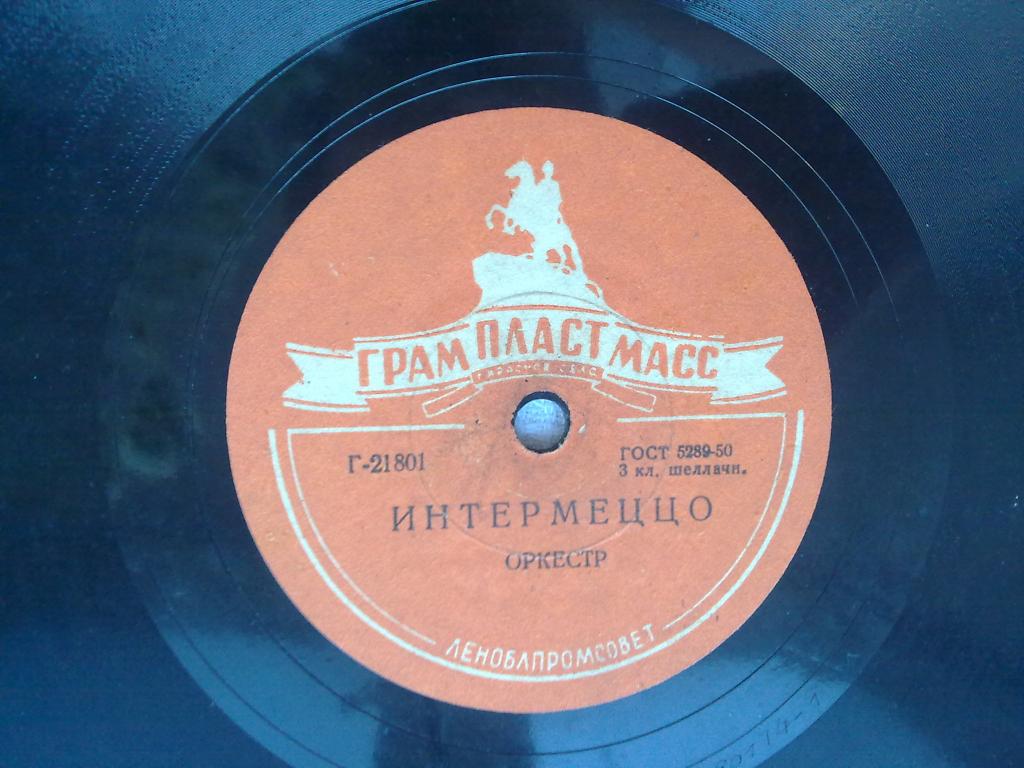 ГРАМ ПЛАСТ МАСС
Г-21801
ГОСТ 5289-50
3 кл. шеллачн.
ИНТЕРМЕЦЦО
ОРКЕСТР
ЛЕНОБЛПРОМСОВЕТ